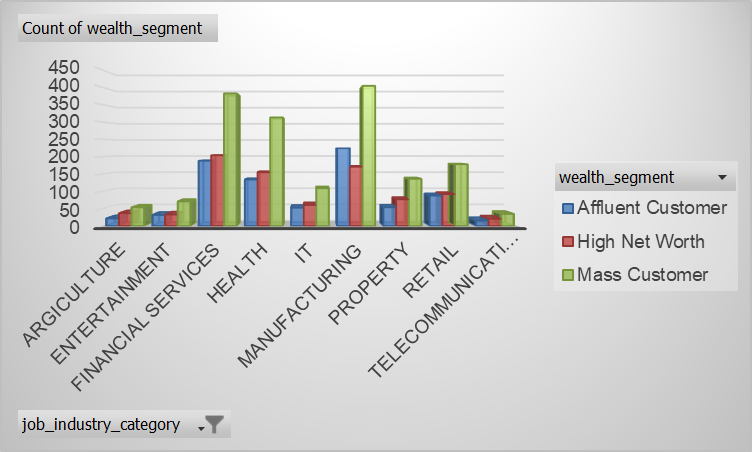 Count of wealth_segment
450
400
350
300
250
200
150
100
50
0
ARGICULTURE
ENTERTAINMENT
FINANCIAL SERVICES
HEALTH
IT
MANUFACTURING
PROPERTY
RETAIL
TELECOMMUNICATI...
wealth_segment
Affluent Customer
High Net Worth
Mass Customer
job_industry_category